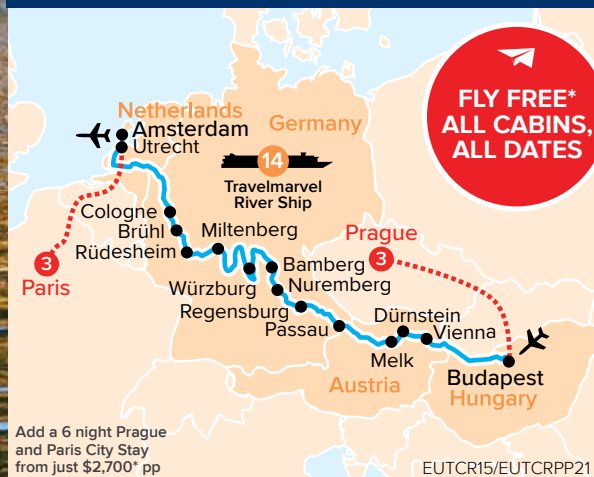 FLY FREE*
ALL CABINS,
ALL DATES
Netherlands
Amsterdam
Utrecht
Germany
14
Travelmarvel
River Ship
Cologne
Brühl
Rüdesheim
Miltenberg
Prague
3
3
Paris
Bamberg
Würzburg
Nuremberg
Regensburg
Passau
Dürnstein
Vienna
Melk
Austria
Budapest
Hungary
Add a 6 night Prague
and Paris City Stay
from just $2,700* pp
EUTCR15/EUTCRPP21